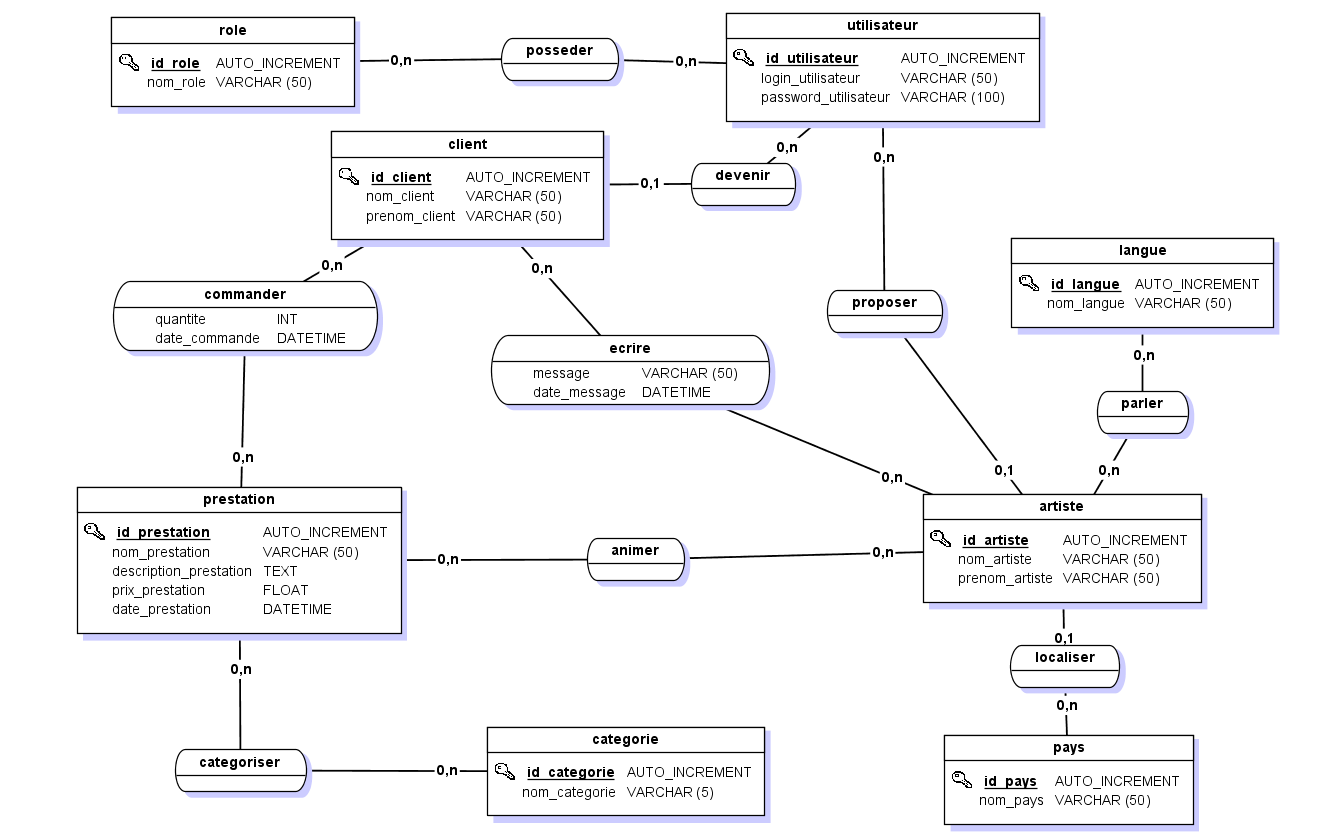 role
id_role AUTO_INCREMENT
nom_role VARCHAR (50)
0,n
posseder
0,n
utilisateur
id_utilisateur AUTO_INCREMENT
login_utilisateur VARCHAR (50)
password_utilisateur VARCHAR (100)
client
id_client AUTO_INCREMENT
nom_client VARCHAR (50)
prenom_client VARCHAR (50)
0,1
devenir
0,n
0,n
proposer
0,1
langue
id_langue AUTO_INCREMENT
nom_langue VARCHAR (50)
0,n
parler
0,n
0,n
commander
quantite INT
date_commande DATETIME
0,n
0,n
ecrire
message VARCHAR (50)
date_message DATETIME
0,n
prestation
id_prestation AUTO_INCREMENT
nom_prestation VARCHAR (50)
description_prestation TEXT
prix_prestation FLOAT
date_prestation DATETIME
0,n
animer
0,n
artiste
id_artiste AUTO_INCREMENT
nom_artiste VARCHAR (50)
prenom_artiste VARCHAR (50)
0,1
localiser
0,n
pays
id_pays AUTO_INCREMENT
nom_pays VARCHAR (50)
0,n
categoriser
0,n
categorie
id_categorie AUTO_INCREMENT
nom_categorie VARCHAR (5)